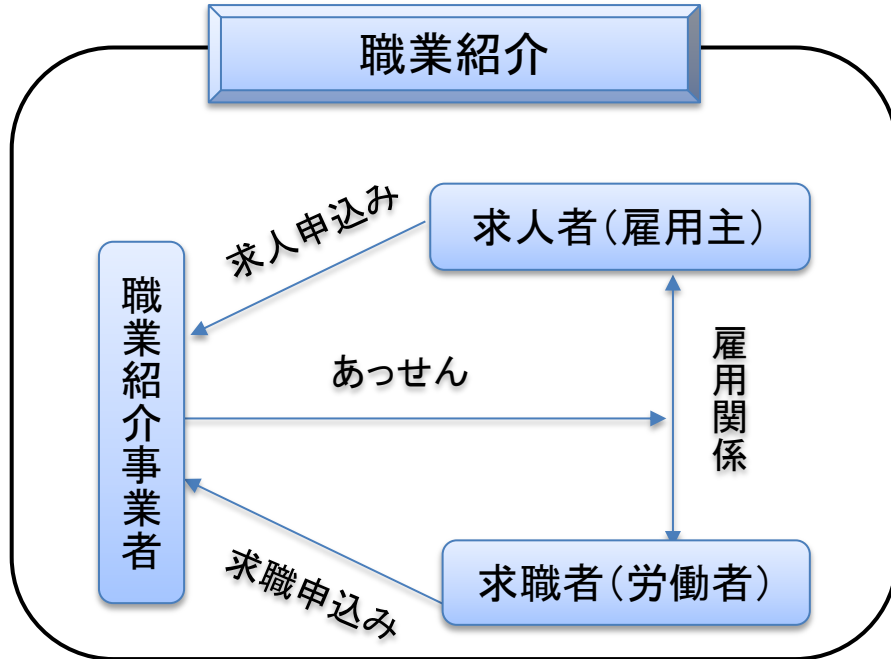 職業紹介
求人申込み
求人者（雇用主）
職業紹介事業者
あっせん
雇用関係
求職申込み
求職者（労働者）